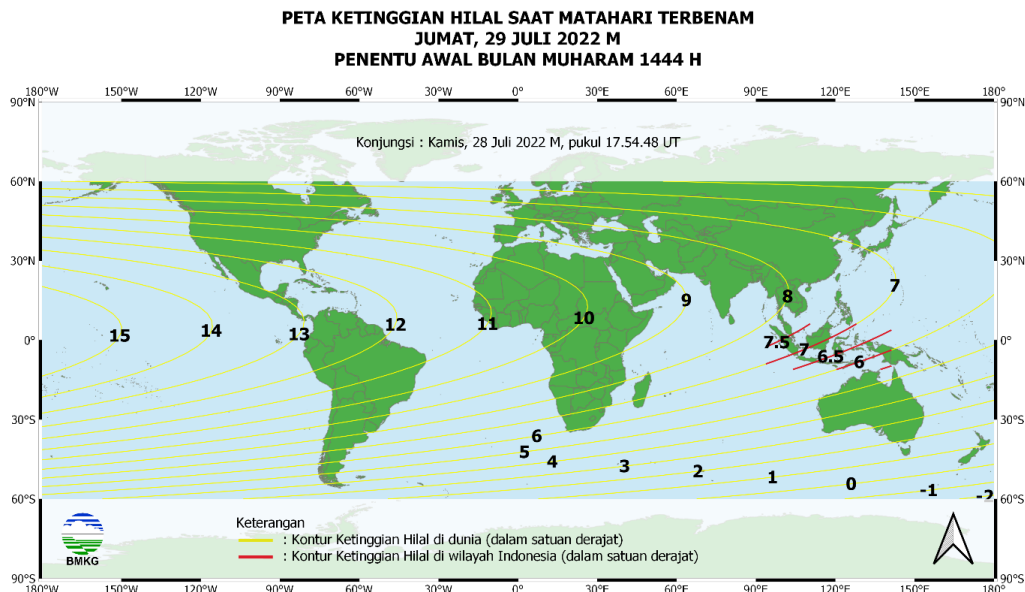 PETA KETINGGIAN HILAL SAAT MATAHARI TERBENAM
JUMAT, 29 JULI 2022 M
PENENTU AWAL BULAN MUHARAM 1444 H
180° 150°W 120°W 90°W 60°W 30°W 0° 30°E 60°E 90°E 120°E 150°E 180°
90°N 90°N
Konjungsi : Kamis, 28 Juli 2022 M, pukul 17.54.48 UT
60°N 60°N
30°N 30°N
7
8
9
15 14 13 12 11 10
0° 0°
7.5 7 6.5 6
30°S 30°S
6
5 4 3 2 1 0 -1 -2
60°S 60°S
Keterangan
: Kontur Ketinggian Hilal di dunia (dalam satuan derajat)
: Kontur Ketinggian Hilal di wilayah Indonesia (dalam satuan derajat)
BMKG
90°S 90°S
180° 150°W 120°W 90°W 60°W 30°W 0° 30°E 60°E 90°E 120°E 150°E 180°